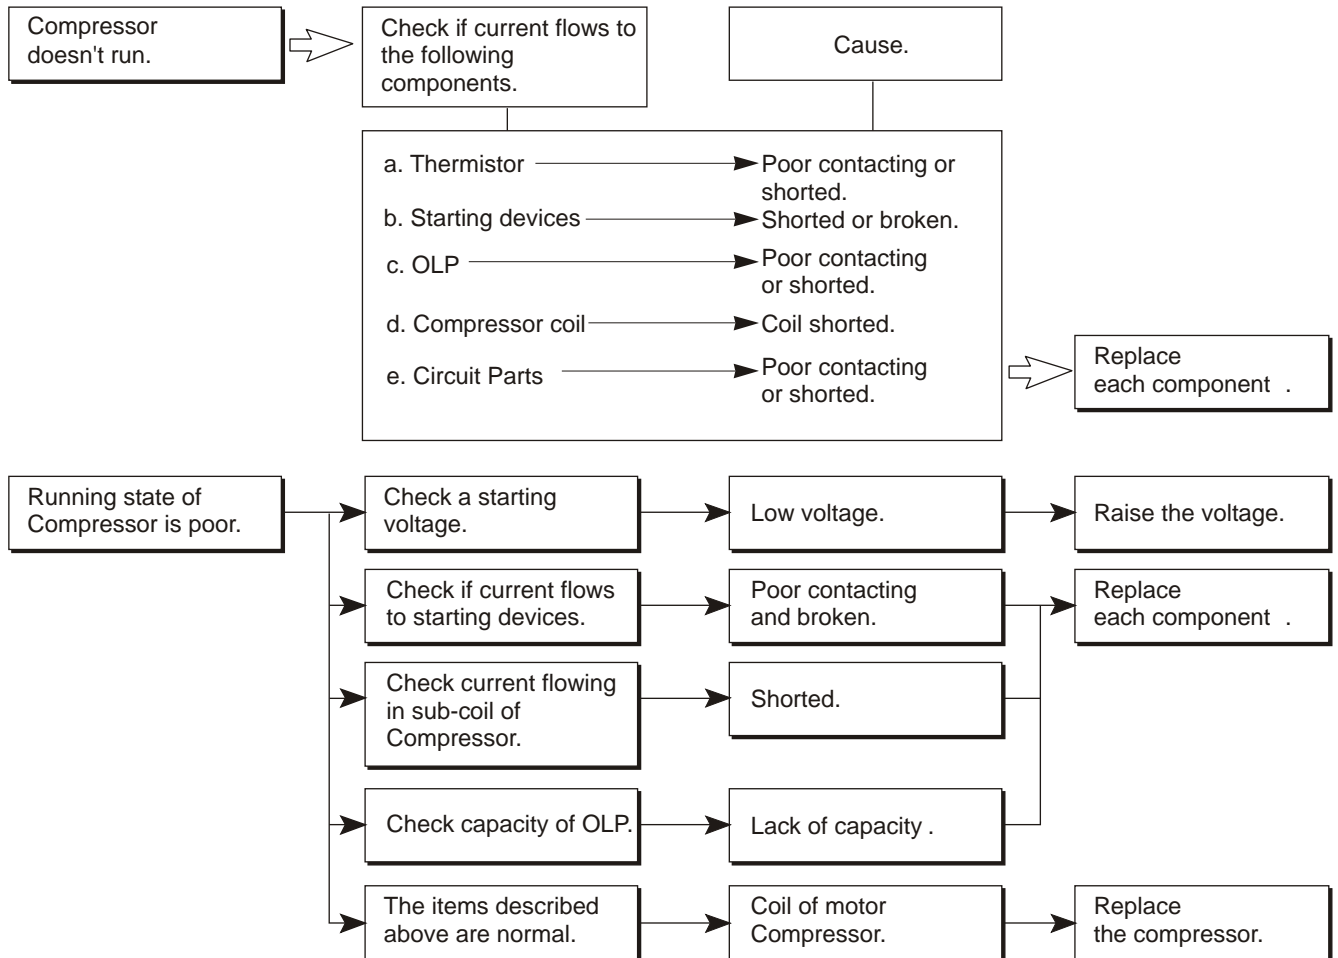 Compressor
doesn't run.
Check if current flows to
the following
components.
Cause.
a. Thermistor
Poor contacting or
shorted.
b. Starting devices
Shorted or broken.
c. OLP
Poor contacting
or shorted.
d. Compressor coil
Coil shorted.
e. Circuit Parts
Poor contacting
or shorted.
Replace
each component .
Running state of
Compressor is poor.
Check a starting
voltage.
Low voltage.
Raise the voltage.
Check if current flows
to starting devices.
Poor contacting
and broken.
Replace
each component .
Check current flowing
in sub-coil of
Compressor.
Shorted.
Check capacity of OLP.
Lack of capacity .
The items described
above are normal.
Coil of motor
Compressor.
Replace
the compressor.